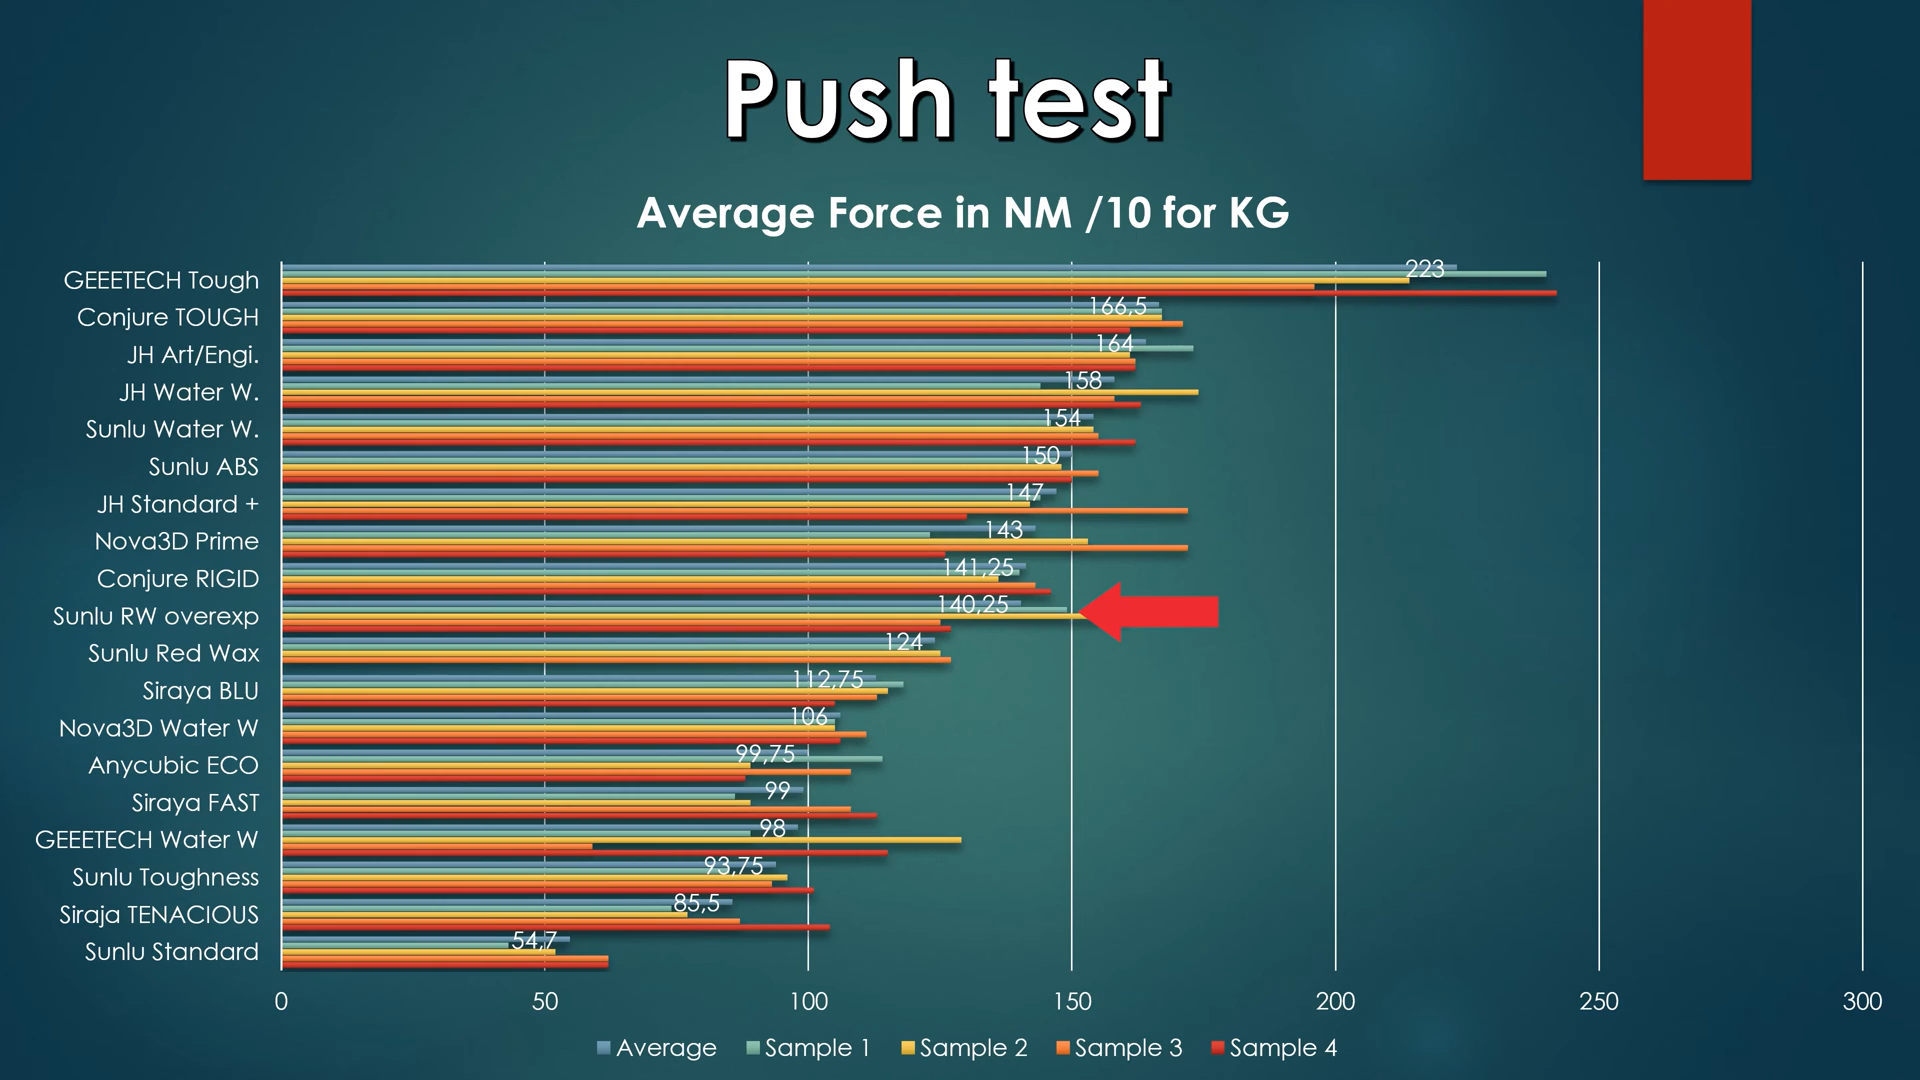 Push test
Average Force in NM /10 for KG
GEEETECH Tough 223
Conjure TOUGH 166,5
JH Art/Engi. 164
JH Water W. 158
Sunlu Water W. 154
Sunlu ABS 150
JH Standard + 147
Nova3D Prime 143
Conjure RIGID 141,25
Sunlu RW overexp 140,25
Sunlu Red Wax 124
Siraya BLU 112,75
Nova3D Water W 106
Anycubic ECO 99,75
Siraya FAST 99
GEEETECH Water W 98
Sunlu Toughness 93,75
Siraja TENACIOUS 85,5
Sunlu Standard 54,7
0 50 100 150 200 250 300
Average Sample 1 Sample 2 Sample 3 Sample 4